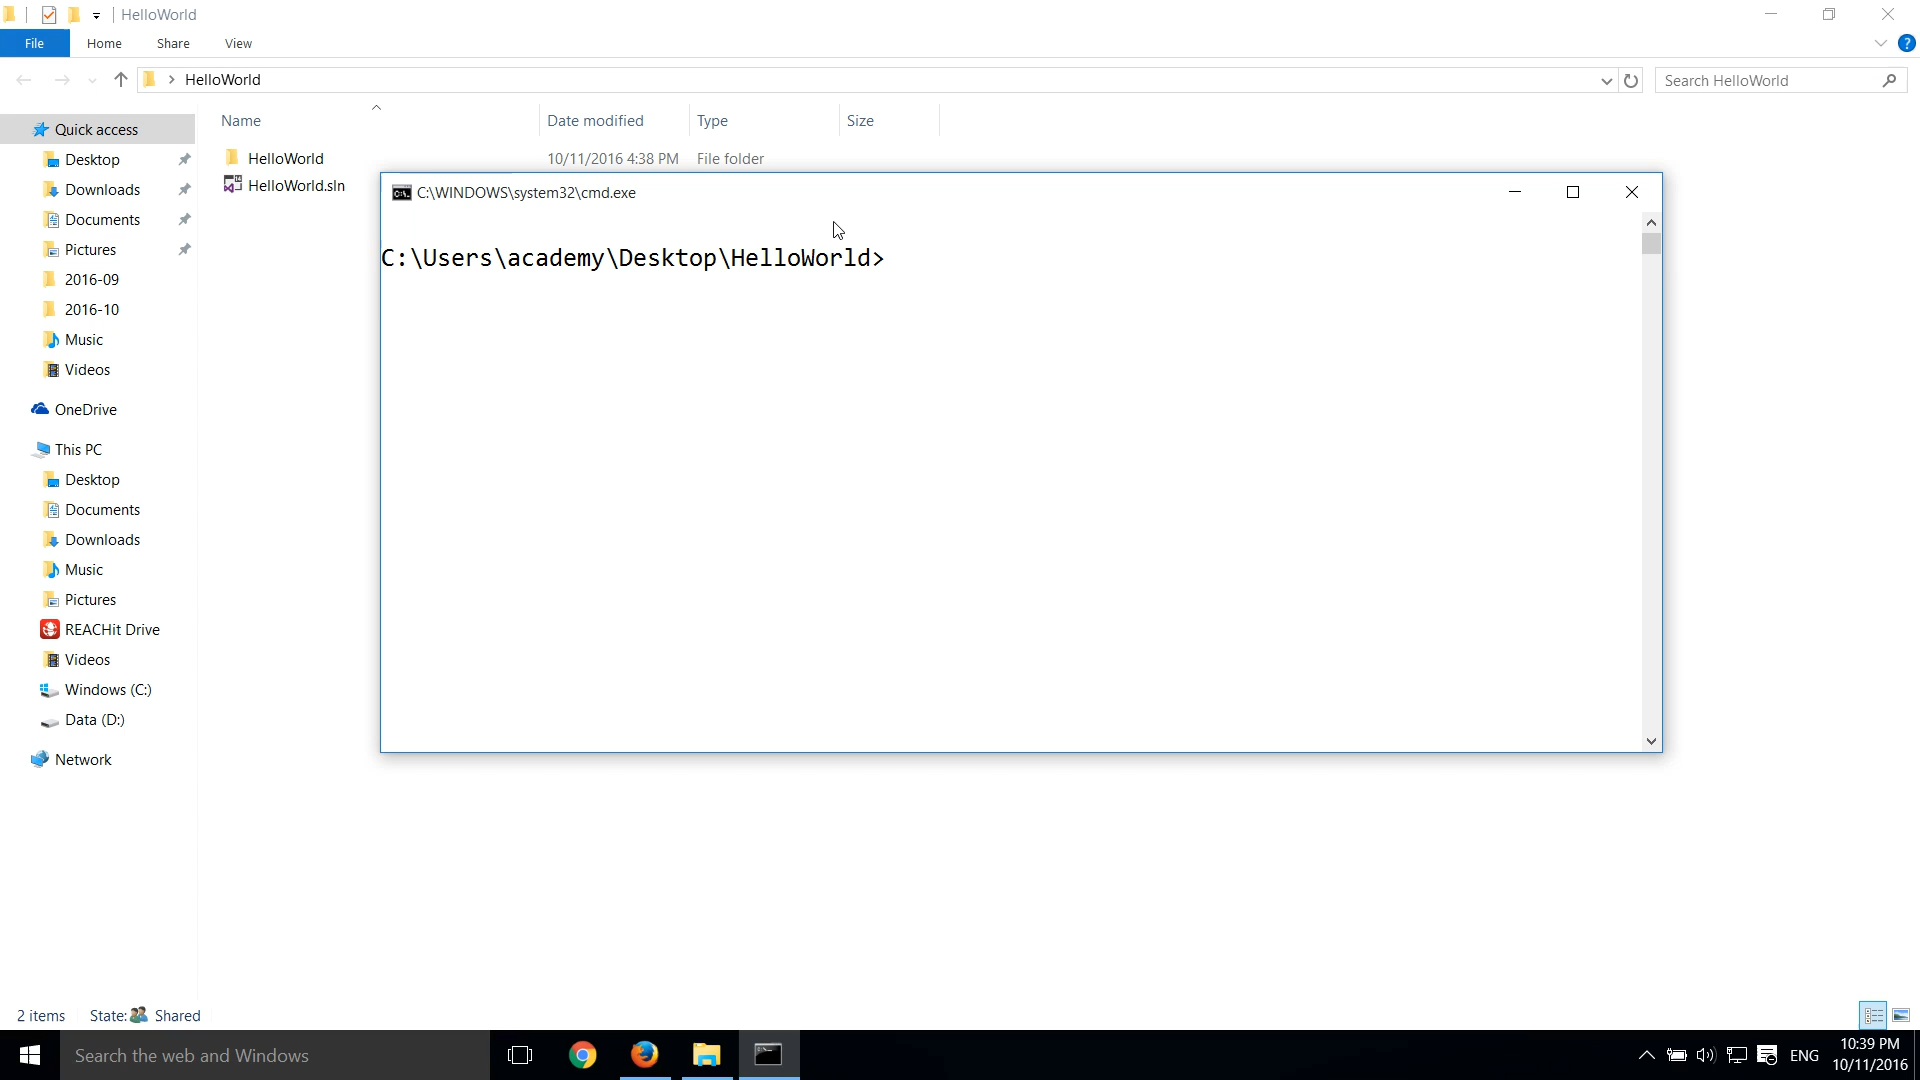 HelloWorld
File Home Share View
HelloWorld
Search HelloWorld
Name Date modified Type Size
Quick access
Desktop
Downloads
Documents
Pictures
2016-09
2016-10
Music
Videos
OneDrive
This PC
Desktop
Documents
Downloads
Music
Pictures
REACHit Drive
Videos
Windows (C:)
Data (D:)
Network
HelloWorld 10/11/2016 4:38 PM File folder
HelloWorld.sln
C:\WINDOWS\system32\cmd.exe
C:\Users\academy\Desktop\HelloWorld>
2 items State: Shared
Search the web and Windows
ENG
10:39 PM
10/11/2016